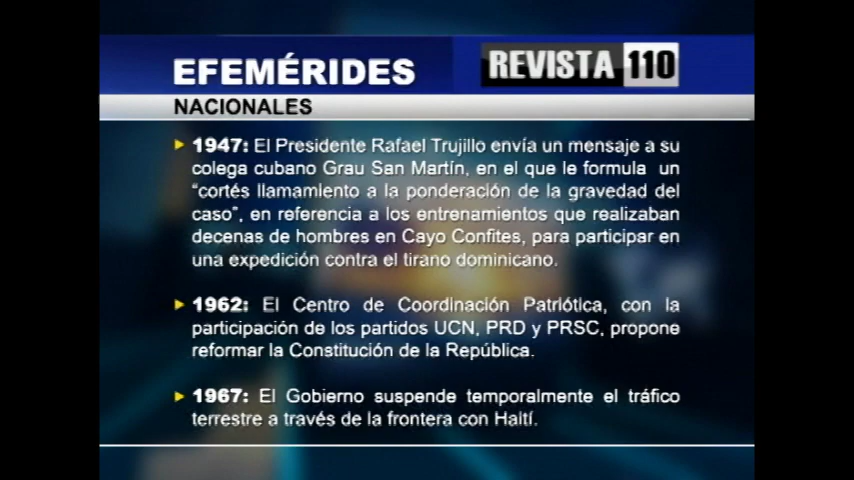 EFEMÉRIDES
REVISTA 110
NACIONALES
1947: El Presidente Rafael Trujillo envía un mensaje a su
colega cubano Grau San Martín, en el que le formula un
“cortés llamamiento a la ponderación de la gravedad del
caso”, en referencia a los entrenamientos que realizaban
decenas de hombres en Cayo Confites, para participar en
una expedición contra el tirano dominicano.
1962: El Centro de Coordinación Patriótica, con la
participación de los partidos UCN, PRD y PRSC, propone
reformar la Constitución de la República.
1967: El Gobierno suspende temporalmente el tráfico
terrestre a través de la frontera con Haití.